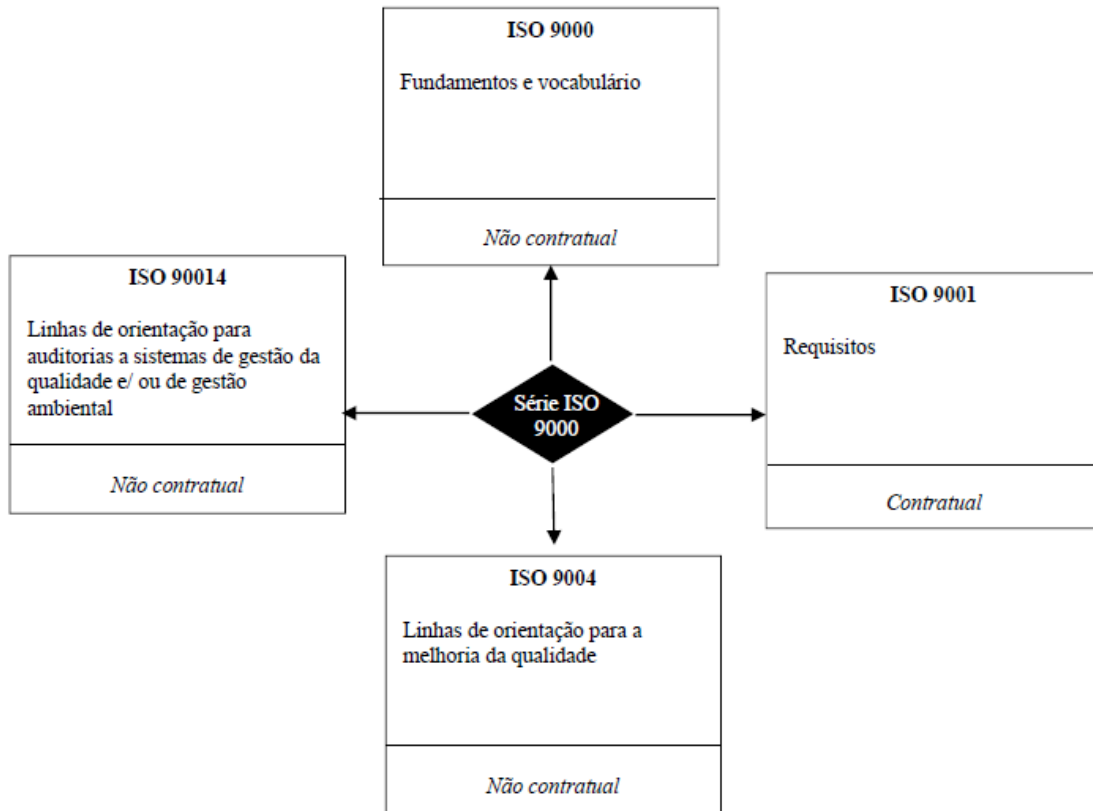 ISO 9000
Fundamentos e vocabulário
Não contratual
ISO 90014
Linhas de orientação para
auditorias a sistemas de gestão da
qualidade e/ ou de gestão
ambiental
Não contratual
Série ISO
9000
ISO 9001
Requisitos
Contratual
ISO 9004
Linhas de orientação para a
melhoria da qualidade
Não contratual